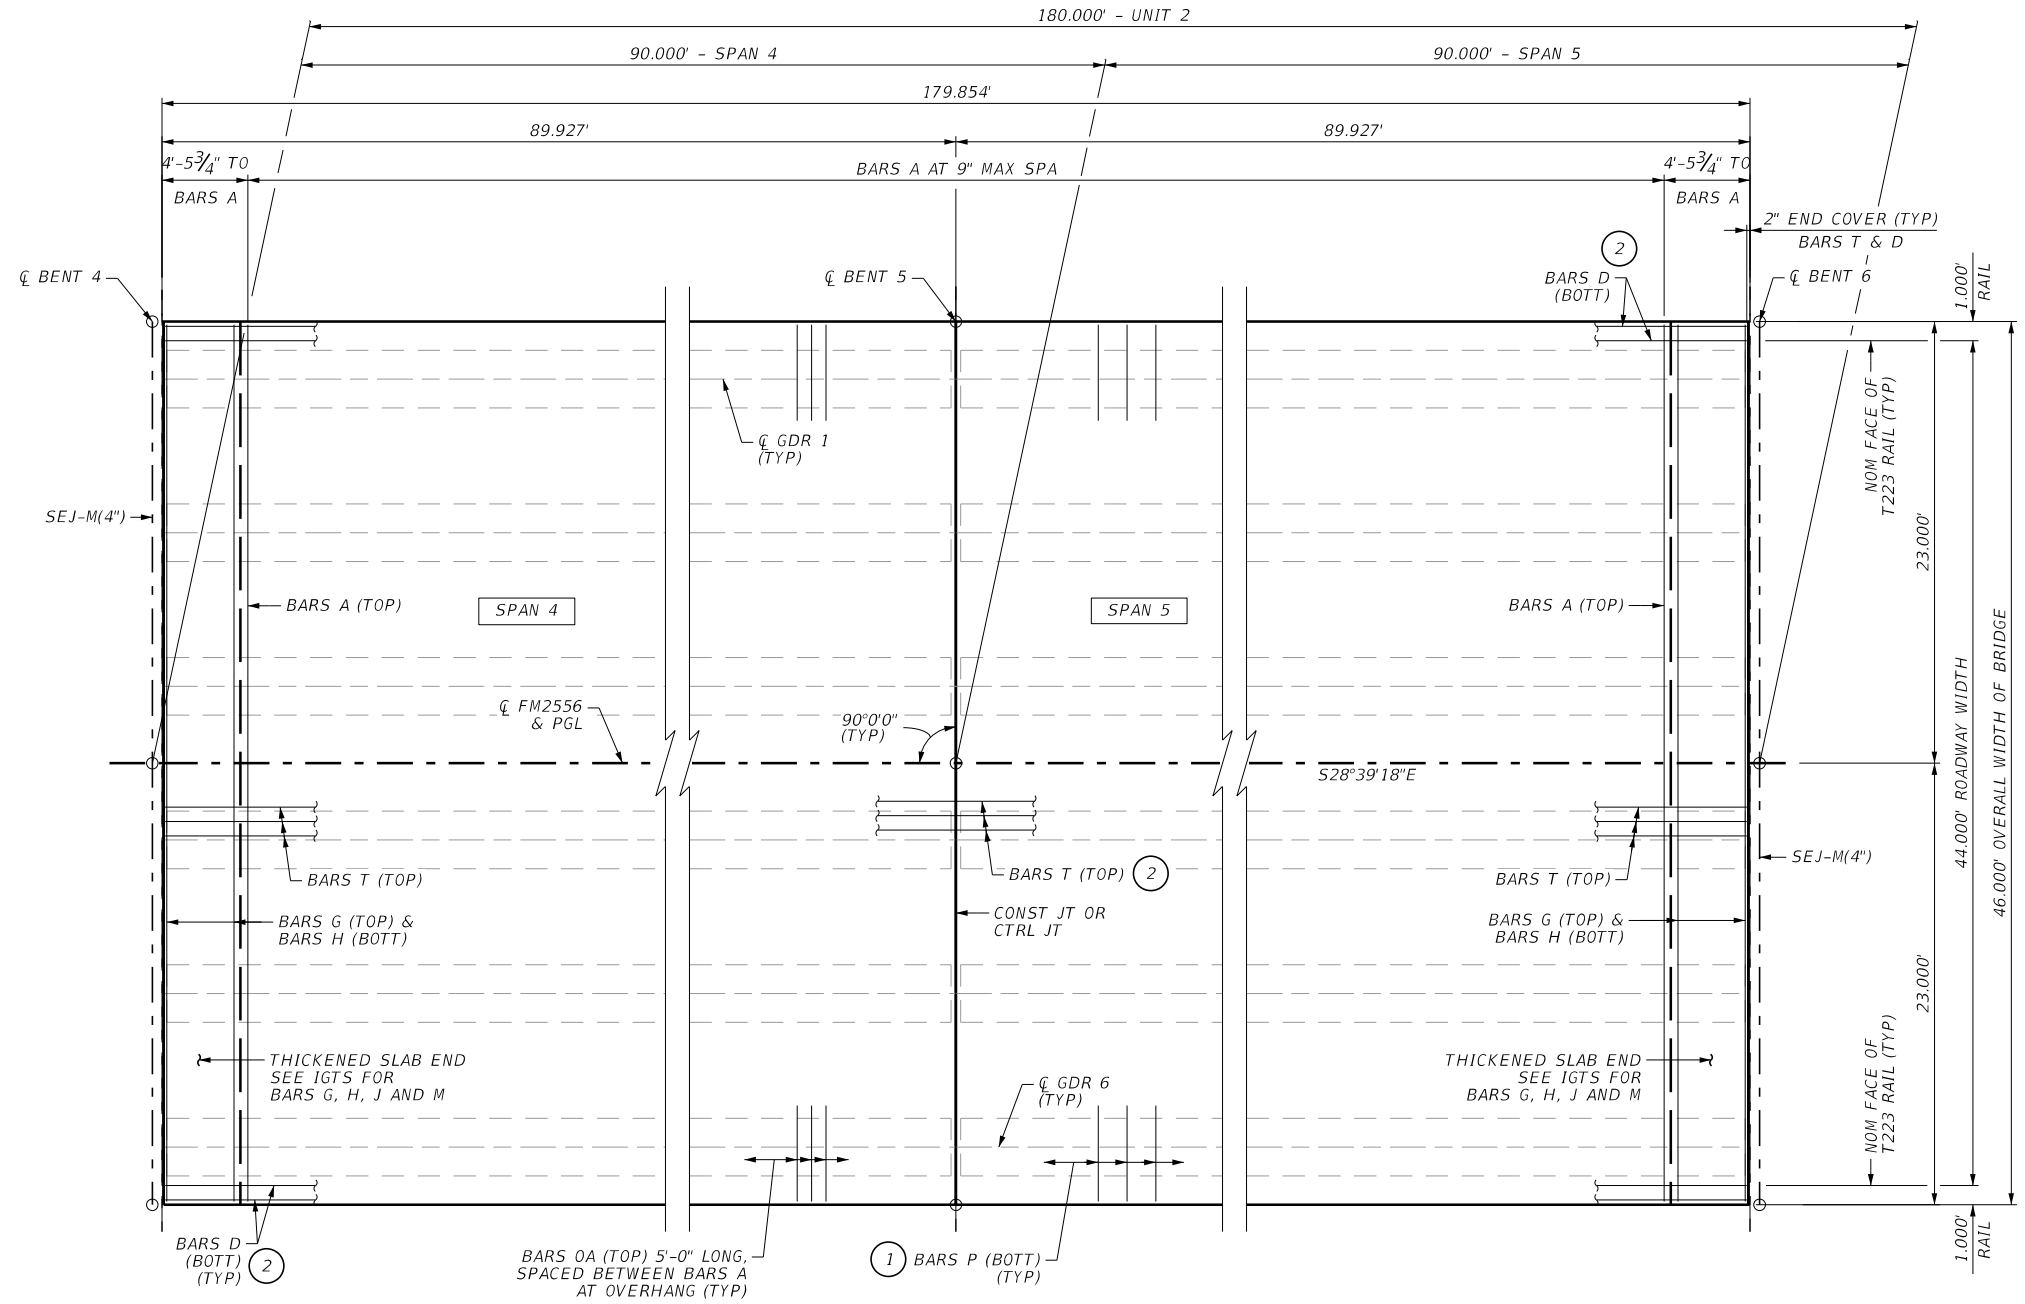 180.000' - UNIT 2
90.000' - SPAN 4
90.000' - SPAN 5
179.854'
89.927'
89.927'
4'-5¾" TO
BARS A
BARS A AT 9" MAX SPA
4'-5¾" TO
BARS A
2" END COVER (TYP)
BARS T & D
2
℄ BENT 4
℄ BENT 5
BARS D
(BOTT)
℄ BENT 6
1.000'
RAIL
℄ GDR 1
(TYP)
NOM FACE OF
T223 RAIL (TYP)
SEJ-M(4")
23.000'
BARS A (TOP)
SPAN 4
SPAN 5
BARS A (TOP)
44.000' ROADWAY WIDTH
46.000' OVERALL WIDTH OF BRIDGE
℄ FM2556
& PGL
90°0'0"
(TYP)
S28°39'18"E
BARS T (TOP)
BARS T (TOP)
2
BARS T (TOP)
SEJ-M(4")
BARS G (TOP) &
BARS H (BOTT)
CONST JT OR
CTRL JT
BARS G (TOP) &
BARS H (BOTT)
23.000'
THICKENED SLAB END
SEE IGTS FOR
BARS G, H, J AND M
℄ GDR 6
(TYP)
THICKENED SLAB END
SEE IGTS FOR
BARS G, H, J AND M
NOM FACE OF
T223 RAIL (TYP)
BARS D
(BOTT)
(TYP)
2
BARS OA (TOP) 5'-0" LONG,
SPACED BETWEEN BARS A
AT OVERHANG (TYP)
1
BARS P (BOTT)
(TYP)
1.000'
RAIL